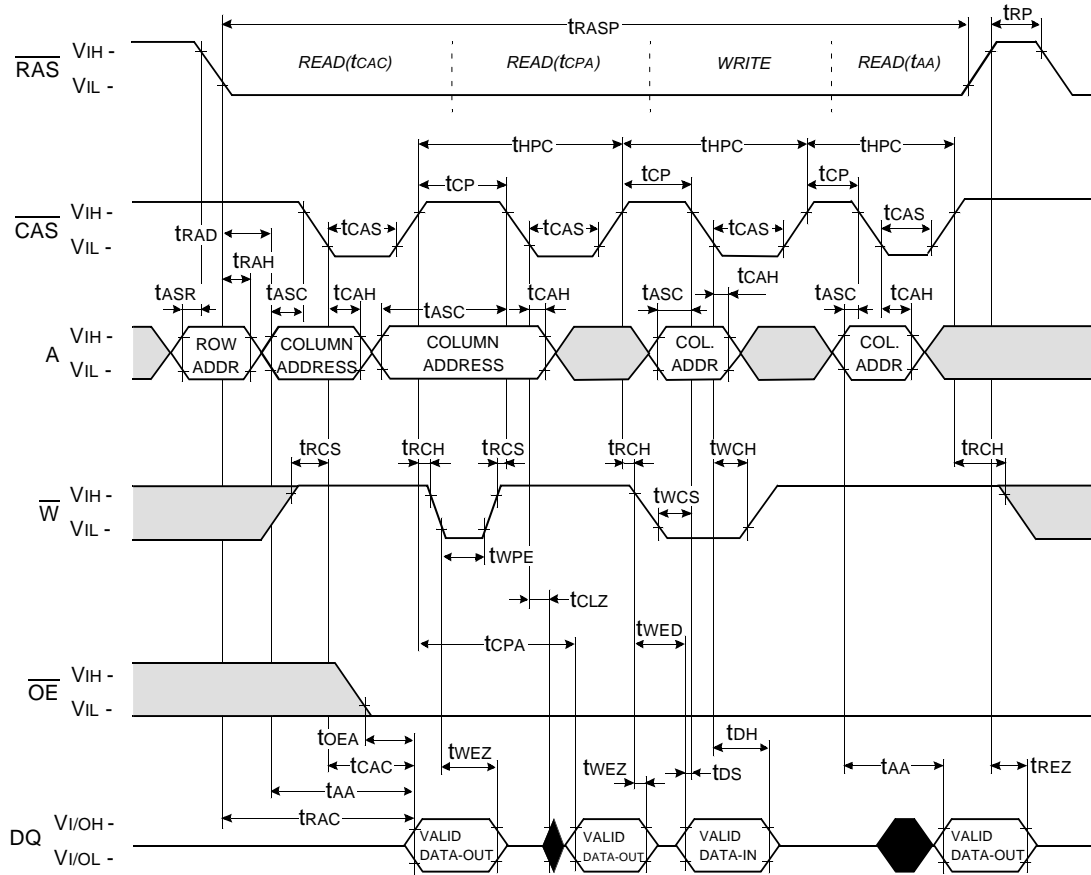 tRASP
tRP
RAS
VIH -
VIL -
READ(tCAC)
READ(tCPA)
WRITE
READ(tAA)
tHPC
tHPC
tHPC
tCP
tCP
tCP
CAS
VIH -
VIL -
tCAS
tCAS
tCAS
tCAS
tRAD
tRAH
tASR
tASC
tCAH
tASC
tCAH
tASC
tCAH
tASC
tCAH
A
VIH -
VIL -
ROW
ADDR
COLUMN
ADDRESS
COLUMN
ADDRESS
COL.
ADDR
COL.
ADDR
tRCS
tRCH
tRCS
tRCH
tWCH
tRCH
W
VIH -
VIL -
tWCS
tWPE
tCLZ
tCPA
tWED
OE
VIH -
VIL -
tOEA
tCAC
tAA
tRAC
tWEZ
tWEZ
tDH
tDS
tAA
tREZ
DQ
VI/OH -
VI/OL -
VALID
DATA-OUT
VALID
DATA-OUT
VALID
DATA-IN
VALID
DATA-OUT